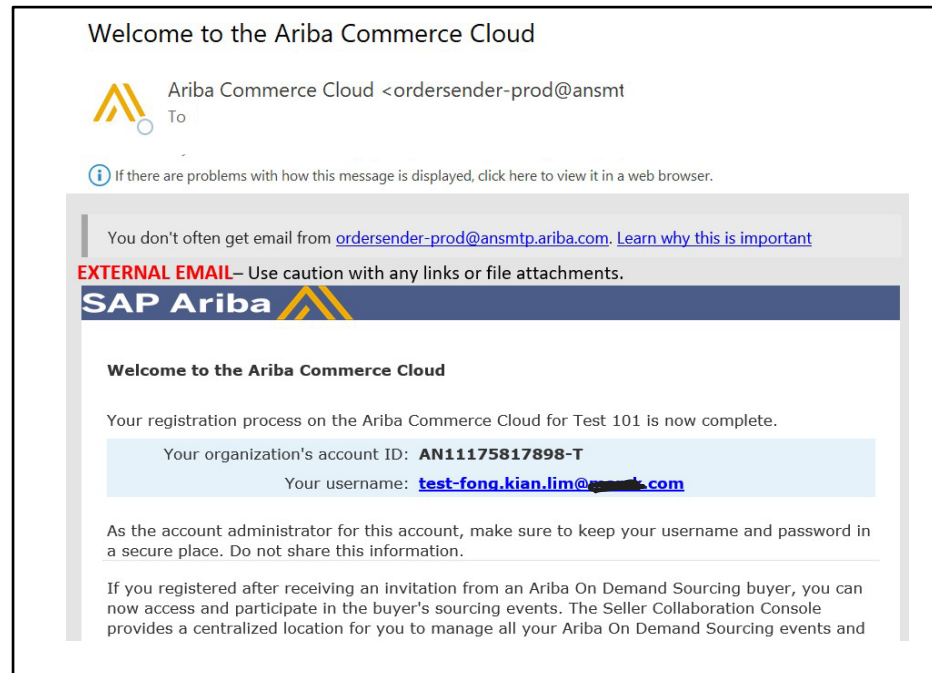 Welcome to the Ariba Commerce Cloud
Ariba Commerce Cloud <ordersender-prod@ansmt
To
If there are problems with how this message is displayed, click here to view it in a web browser.
You don't often get email from ordersender-prod@ansmtp.ariba.com. Learn why this is important
EXTERNAL EMAIL– Use caution with any links or file attachments.
SAP Ariba
Welcome to the Ariba Commerce Cloud
Your registration process on the Ariba Commerce Cloud for Test 101 is now complete.
Your organization's account ID: AN11175817898-T
Your username: test-fong.kian.lim@ .com
As the account administrator for this account, make sure to keep your username and password in
a secure place. Do not share this information.
If you registered after receiving an invitation from an Ariba On Demand Sourcing buyer, you can
now access and participate in the buyer's sourcing events. The Seller Collaboration Console
provides a centralized location for you to manage all your Ariba On Demand Sourcing events and